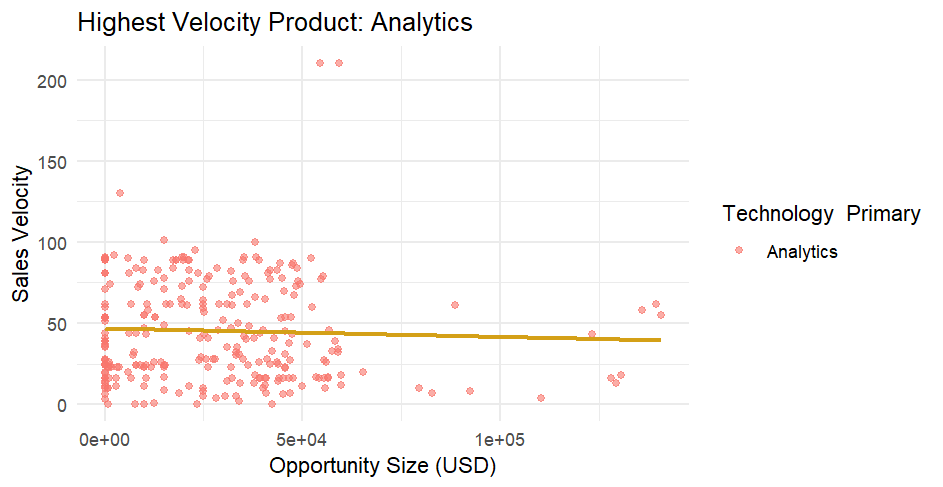 Highest Velocity Product: Analytics
Sales Velocity
200
150
100
50
0
0e+00
5e+04
1e+05
Opportunity Size (USD)
Technology  Primary
Analytics